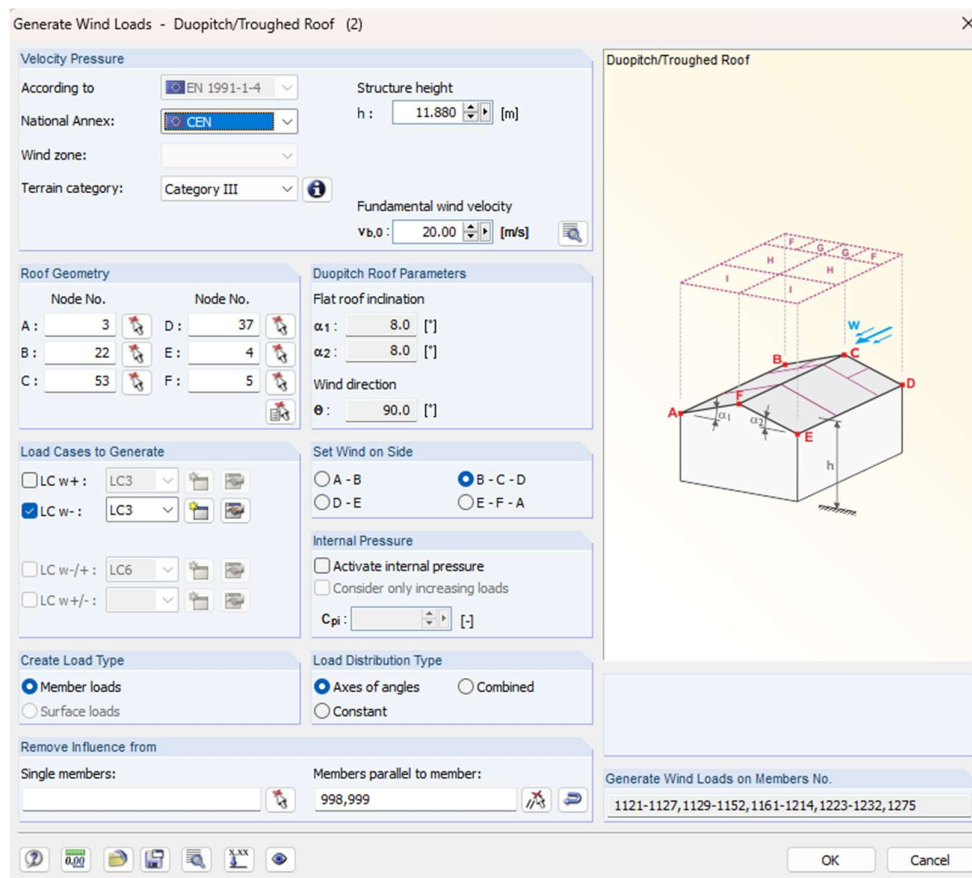 Generate Wind Loads - Duopitch/Troughed Roof (2)
Velocity Pressure
According to
EN 1991-1-4
National Annex:
CEN
Wind zone:
Terrain category:
Category III
Structure height
h : 11.880 [m]
Fundamental wind velocity
vb,0 : 20.00 [m/s]
Roof Geometry
Node No. Node No.
A : 3 D : 37
B : 22 E : 4
C : 53 F : 5
Duopitch Roof Parameters
Flat roof inclination
α1 : 8.0 [°]
α2 : 8.0 [°]
Wind direction
Θ : 90.0 [°]
Load Cases to Generate
LC w+ : LC3
LC w- : LC3
LC w-/+ : LC6
LC w+/- :
Set Wind on Side
A - B B - C - D
D - E E - F - A
Internal Pressure
Activate internal pressure
Consider only increasing loads
Cpi : [-]
Create Load Type
Member loads
Surface loads
Load Distribution Type
Axes of angles Combined
Constant
Remove Influence from
Single members:
Members parallel to member:
998,999
Duopitch/Troughed Roof
F G G F
H H
I I
W
B C
D
A F
α1 α2
E
h
Generate Wind Loads on Members No.
1121-1127,1129-1152,1161-1214,1223-1232,1275
0.00
x.xx
OK Cancel